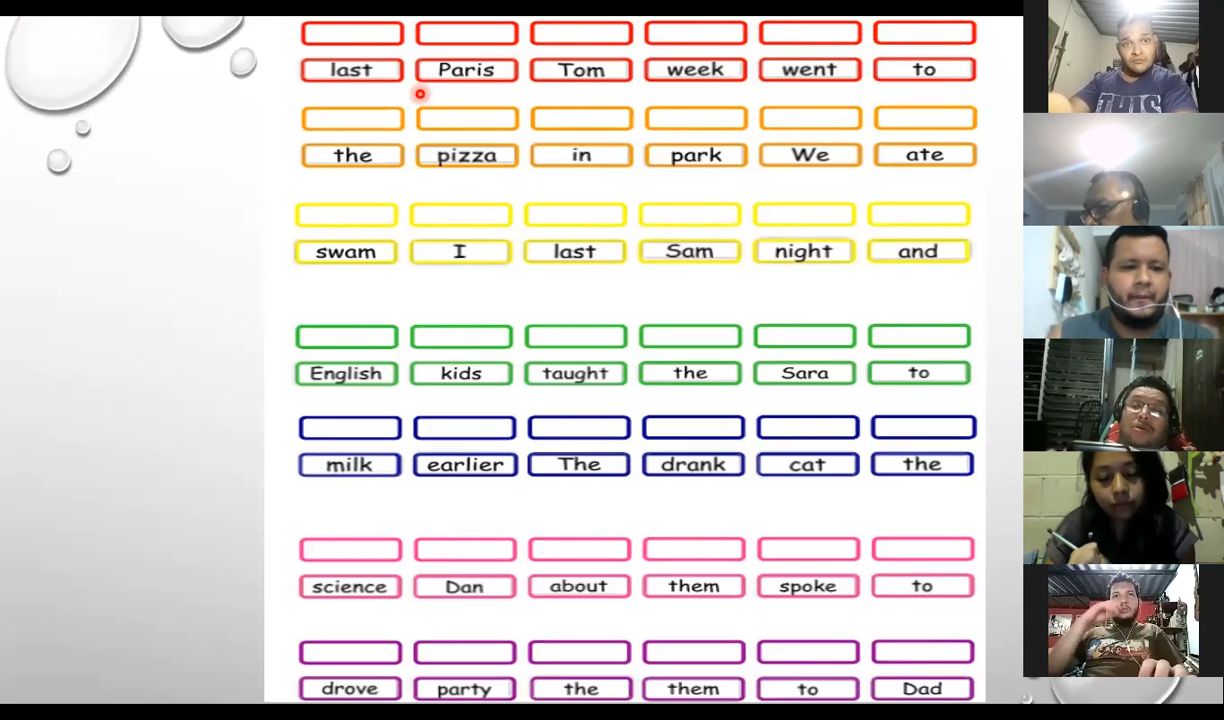 last Paris Tom week went to
the pizza in park We ate
swam I last Sam night and
English kids taught the Sara to
milk earlier The drank cat the
science Dan about them spoke to
drove party the them to Dad
THIS